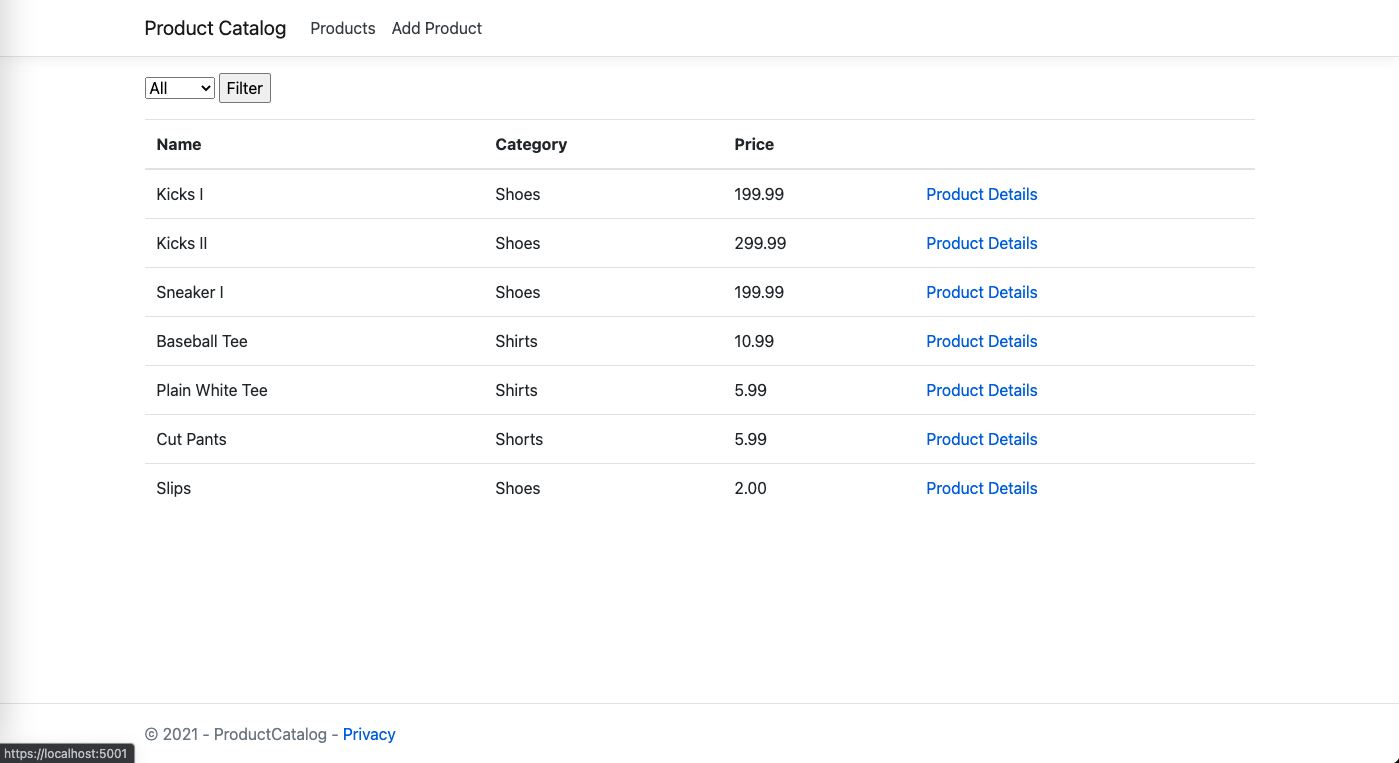 Product Catalog Products Add Product
All Filter
Name Category Price
Kicks I Shoes 199.99 Product Details
Kicks II Shoes 299.99 Product Details
Sneaker I Shoes 199.99 Product Details
Baseball Tee Shirts 10.99 Product Details
Plain White Tee Shirts 5.99 Product Details
Cut Pants Shorts 5.99 Product Details
Slips Shoes 2.00 Product Details
© 2021 - ProductCatalog - Privacy
https://localhost:5001